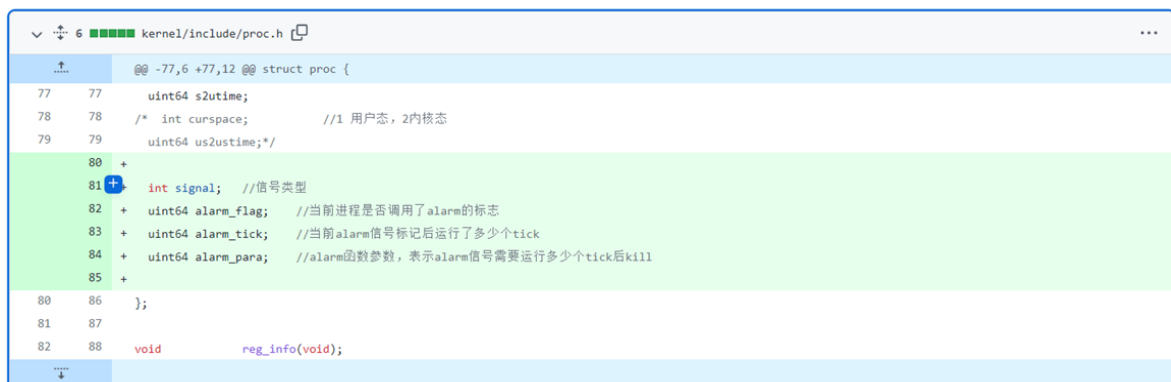 6 kernel/include/proc.h ...
@@ -77,6 +77,12 @@ struct proc {
77 77 uint64 s2utime;
78 78 /* int curspace; //1 用户态，2内核态
79 79 uint64 us2ustime;*/
80 +
81 + int signal; //信号类型
82 + uint64 alarm_flag; //当前进程是否调用了alarm的标志
83 + uint64 alarm_tick; //当前alarm信号标记后运行了多少个tick
84 + uint64 alarm_para; //alarm函数参数，表示alarm信号需要运行多少个tick后kill
85 +
80 86 };
81 87
82 88 void reg_info(void);